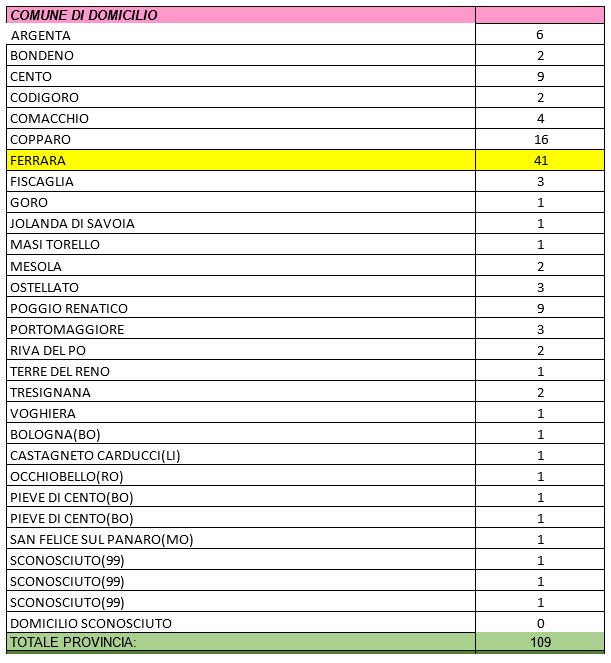 COMUNE DI DOMICILIO
ARGENTA 6
BONDENO 2
CENTO 9
CODIGORO 2
COMACCHIO 4
COPPARO 16
FERRARA 41
FISCAGLIA 3
GORO 1
JOLANDA DI SAVOIA 1
MASI TORELLO 1
MESOLA 2
OSTELLATO 3
POGGIO RENATICO 9
PORTOMAGGIORE 3
RIVA DEL PO 2
TERRE DEL RENO 1
TRESIGNANA 2
VOGHIERA 1
BOLOGNA(BO) 1
CASTAGNETO CARDUCCI(LI) 1
OCCHIOBELLO(RO) 1
PIEVE DI CENTO(BO) 1
PIEVE DI CENTO(BO) 1
SAN FELICE SUL PANARO(MO) 1
SCONOSCIUTO(99) 1
SCONOSCIUTO(99) 1
SCONOSCIUTO(99) 1
DOMICILIO SCONOSCIUTO 0
TOTALE PROVINCIA: 109